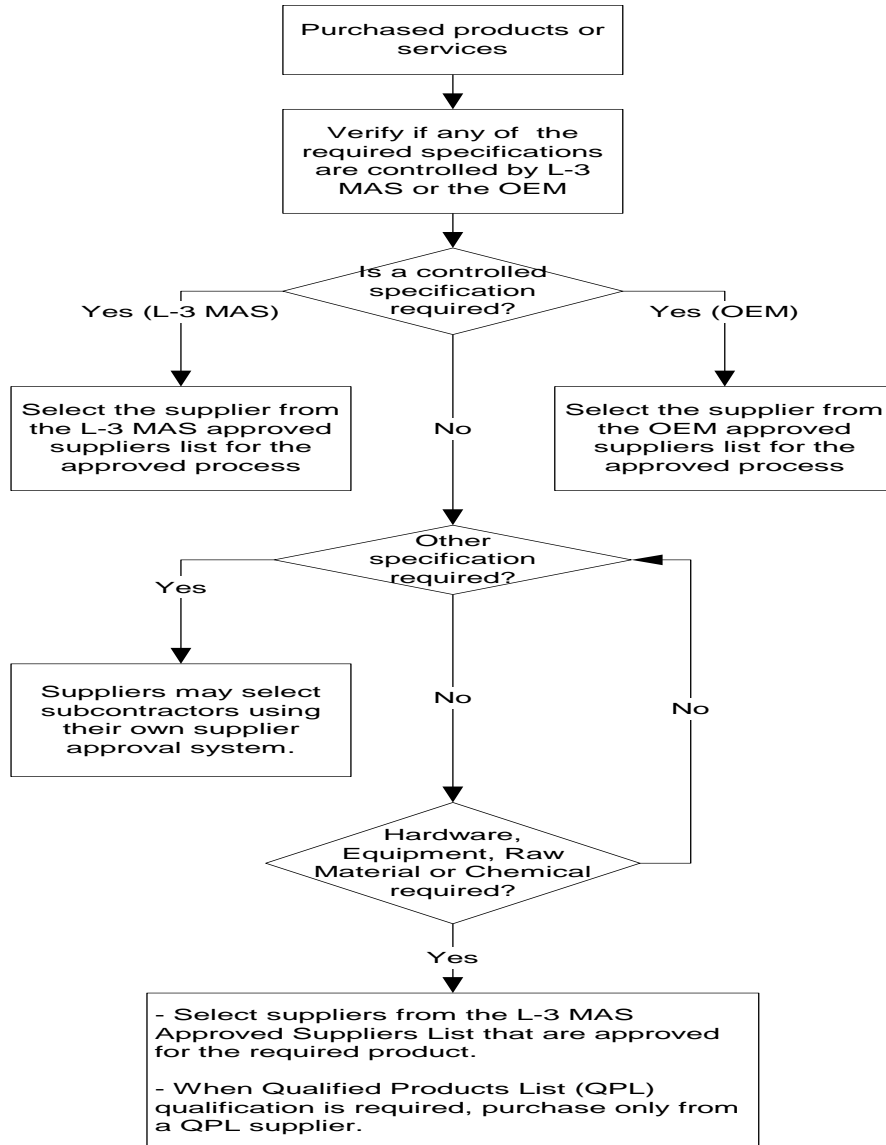 Purchased products or
services
Verify if any of the
required specifications
are controlled by L-3
MAS or the OEM
Is a controlled
specification
required?
Yes (L-3 MAS)
Yes (OEM)
Select the supplier from
the L-3 MAS approved
suppliers list for the
approved process
No
Select the supplier from
the OEM approved
suppliers list for the
approved process
Other
specification
required?
Yes
Suppliers may select
subcontractors using
their own supplier
approval system.
No
No
Hardware,
Equipment, Raw
Material or Chemical
required?
Yes
- Select suppliers from the L-3 MAS
Approved Suppliers List that are approved
for the required product.
- When Qualified Products List (QPL)
qualification is required, purchase only from
a QPL supplier.